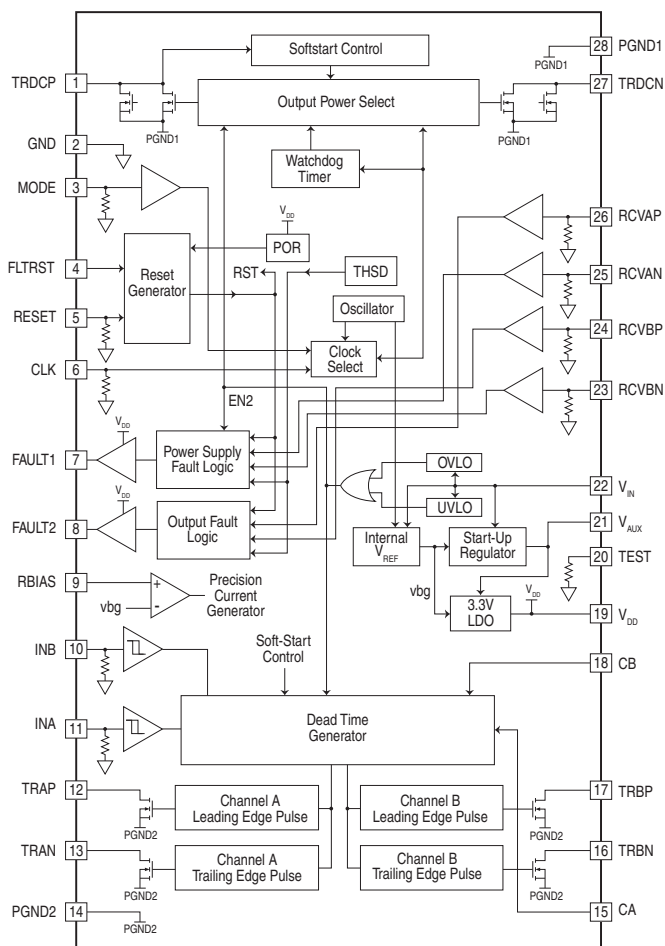 Softstart Control
28 PGND1
PGND1
TRDCP 1
27 TRDCN
Output Power Select
PGND1
PGND1
GND 2
Watchdog
Timer
MODE 3
26 RCVAP
VDD
POR
FLTRST 4
Reset
Generator
RST
THSD
25 RCVAN
RESET 5
Oscillator
24 RCVBP
Clock
Select
CLK 6
23 RCVBN
EN2
VDD
FAULT1 7
Power Supply
Fault Logic
OVLO
22 VIN
UVLO
VDD
FAULT2 8
Output Fault
Logic
Internal
VREF
Start-Up
Regulator
21 VAUX
20 TEST
RBIAS 9
+
-
vbg
Precision
Current
Generator
vbg
3.3V
LDO
VDD
19 VDD
INB 10
Soft-Start
Control
18 CB
INA 11
Dead Time
Generator
TRAP 12
Channel A
Leading Edge Pulse
Channel B
Leading Edge Pulse
17 TRBP
PGND2
PGND2
TRAN 13
Channel A
Trailing Edge Pulse
Channel B
Trailing Edge Pulse
16 TRBN
PGND2
PGND2
PGND2 14
PGND2
15 CA